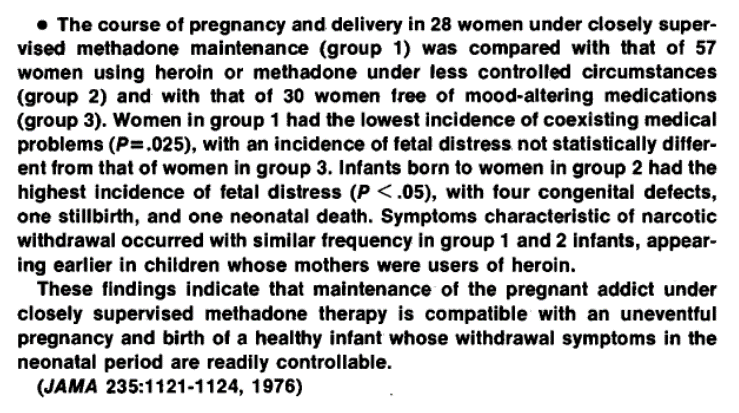 • The course of pregnancy and delivery in 28 women under closely super-
vised methadone maintenance (group 1) was compared with that of 57
women using heroin or methadone under less controlled circumstances
(group 2) and with that of 30 women free of mood-altering medications
(group 3). Women in group 1 had the lowest incidence of coexisting medical
problems (P=.025), with an incidence of fetal distress not statistically differ-
ent from that of women in group 3. Infants born to women in group 2 had the
highest incidence of fetal distress (P < .05), with four congenital defects,
one stillbirth, and one neonatal death. Symptoms characteristic of narcotic
withdrawal occurred with similar frequency in group 1 and 2 infants, appear-
ing earlier in children whose mothers were users of heroin.
These findings indicate that maintenance of the pregnant addict under
closely supervised methadone therapy is compatible with an uneventful
pregnancy and birth of a healthy infant whose withdrawal symptoms in the
neonatal period are readily controllable.
(JAMA 235:1121-1124, 1976)